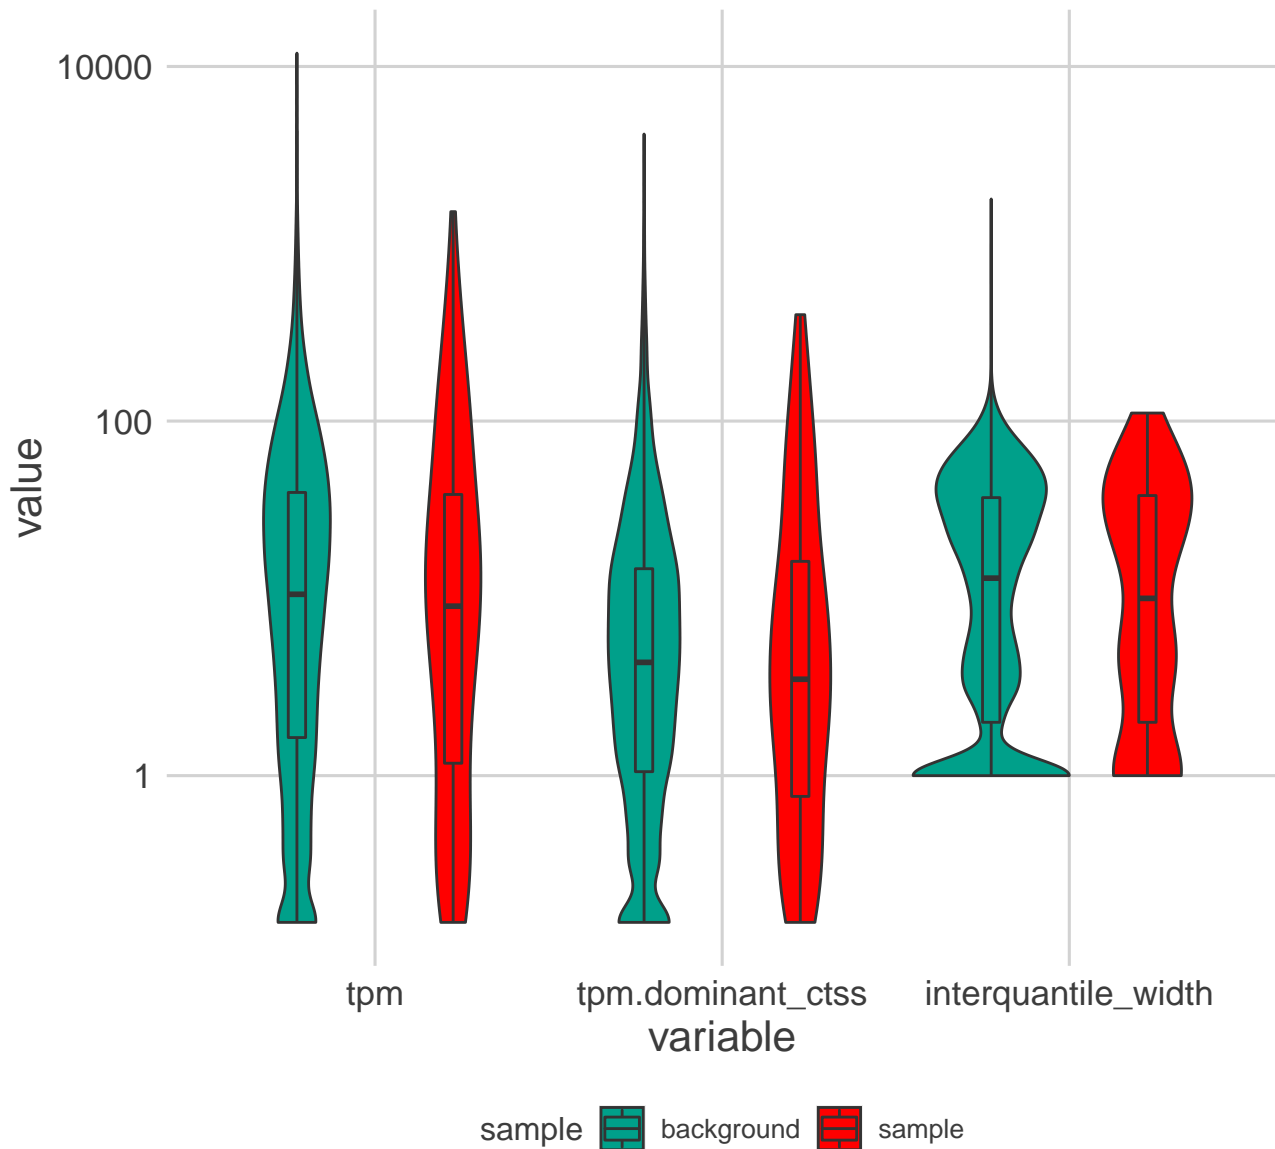 10000
100
1
value
tpm tpm.dominant_ctss interquantile_width
variable
sample background sample